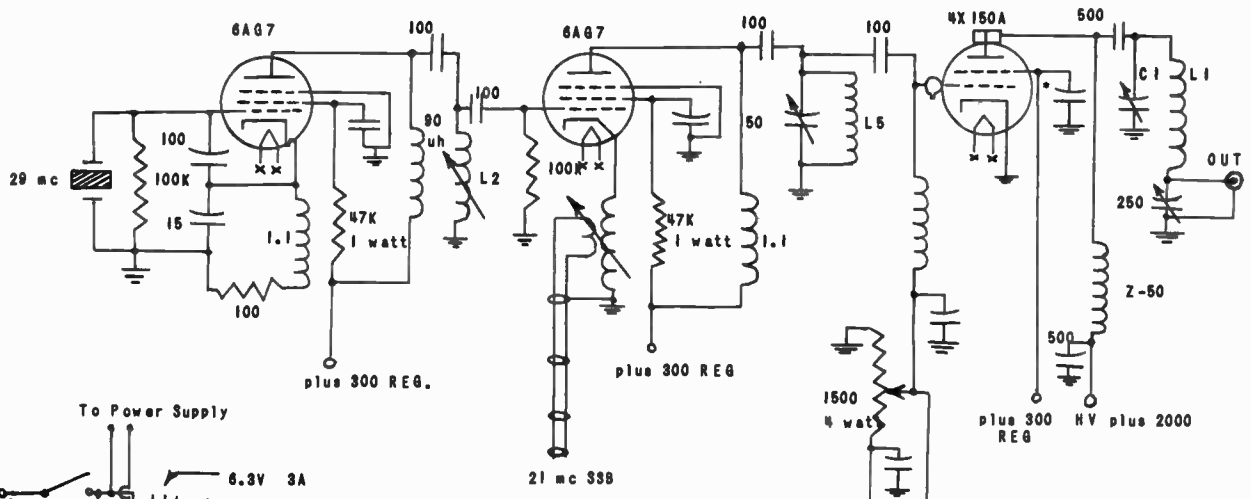 6AG7
100
6AG7
100
100
4X150A
500
100
90
uh
L2
100
50
L5
*
C1
L1
29 mc
100
100K
15
1.1
47K
1 watt
100K
47K
1 watt
1.1
OUT
250
100
Z-50
500
plus 300 REG.
plus 300 REG
1500
4 watt
plus 300
REG
HV plus 2000
To Power Supply
6.3V 3A
21 mc SSB